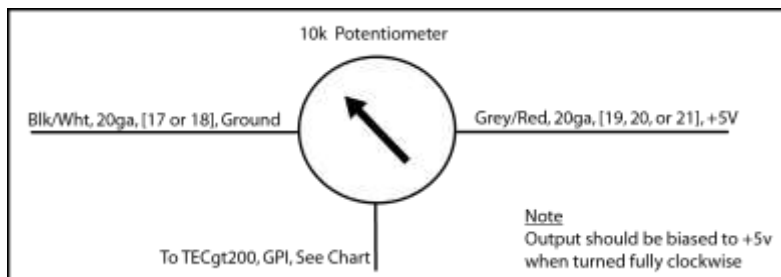 10k Potentiometer
Blk/Wht, 20ga, [17 or 18], Ground
Grey/Red, 20ga, [19, 20, or 21], +5V
To TECgt200, GPI, See Chart
Note
Output should be biased to +5v
when turned fully clockwise